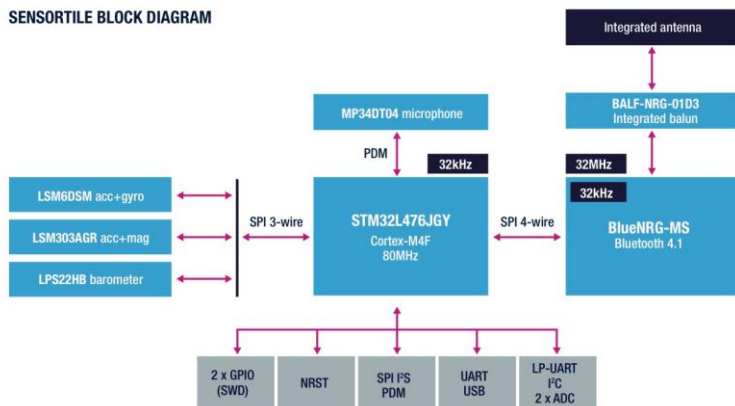 SENSORTILE BLOCK DIAGRAM
Integrated antenna
BALF-NRG-01D3
Integrated balun
MP34DT04 microphone
PDM
32kHz
32MHz
32kHz
LSM6DSM acc+gyro
LSM303AGR acc+mag
LPS22HB barometer
SPI 3-wire
STM32L476JGY
Cortex-M4F
80MHz
SPI 4-wire
BlueNRG-MS
Bluetooth 4.1
2 x GPIO
(SWD)
NRST
SPI I²S
PDM
UART
USB
LP-UART
I²C
2 x ADC